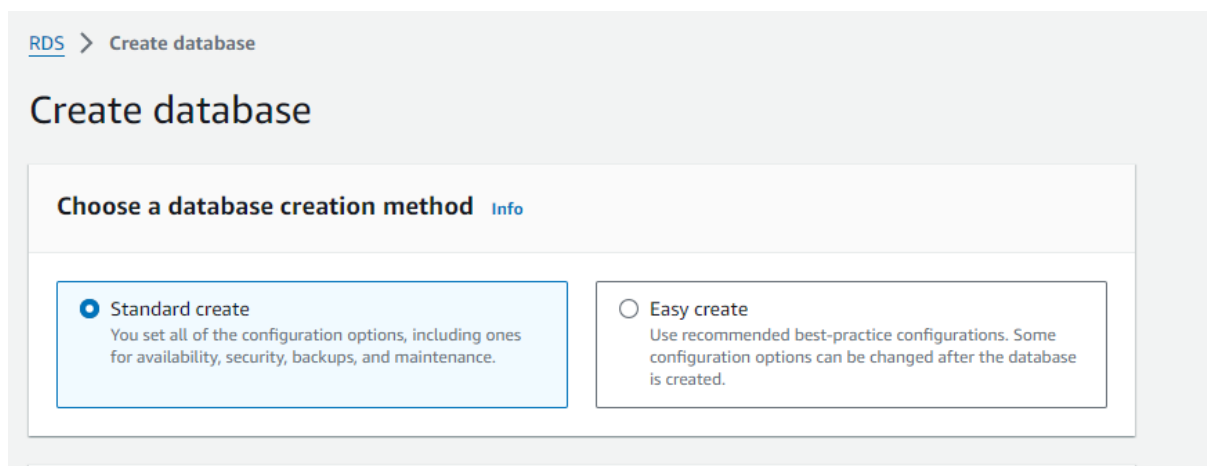 RDS > Create database
Create database
Choose a database creation method Info
Standard create
You set all of the configuration options, including ones
for availability, security, backups, and maintenance.
Easy create
Use recommended best-practice configurations. Some
configuration options can be changed after the database
is created.